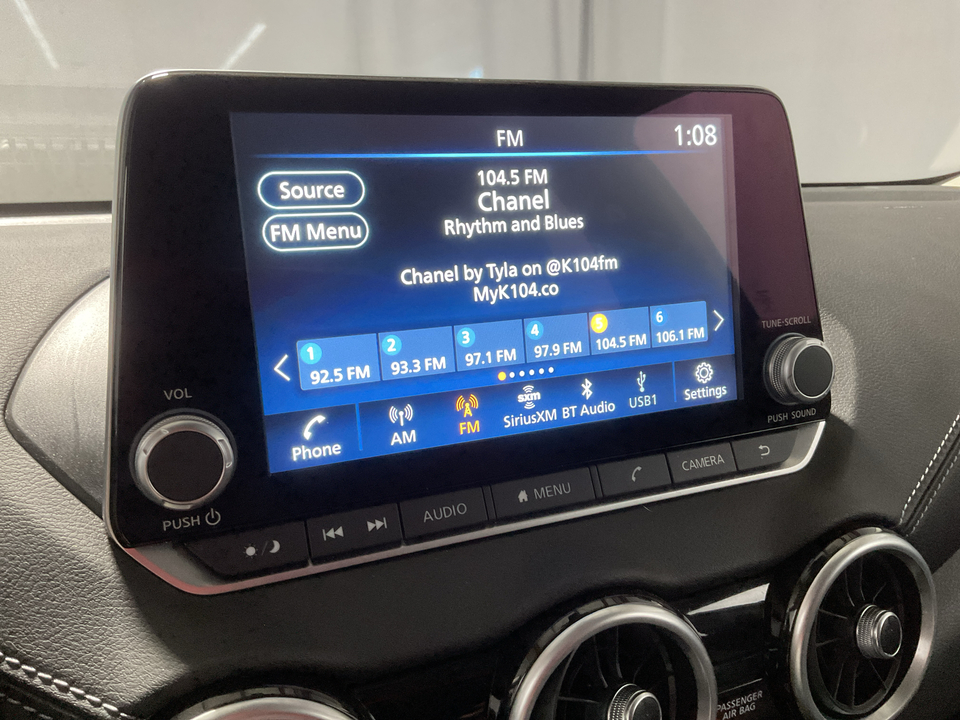 FM
1:08
Source
FM Menu
104.5 FM
Chanel
Rhythm and Blues
Chanel by Tyla on @K104fm
MyK104.co
1
92.5 FM
2
93.3 FM
3
97.1 FM
4
97.9 FM
5
104.5 FM
6
106.1 FM
Phone
AM
FM
sxm
SiriusXM
BT Audio
USB1
Settings
VOL
PUSH
TUNE·SCROLL
PUSH SOUND
AUDIO
MENU
CAMERA
PASSENGER
AIR BAG